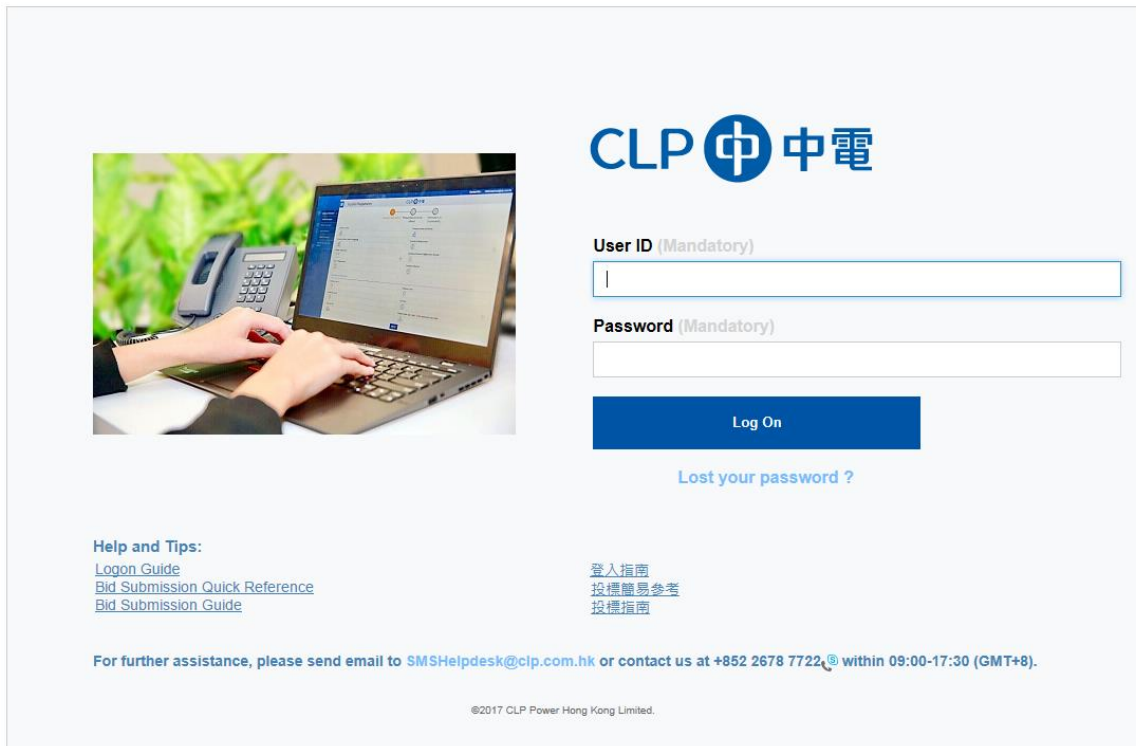 CLP 中電
User ID (Mandatory)
Password (Mandatory)
Log On
Lost your password ?
Help and Tips:
Logon Guide
Bid Submission Quick Reference
Bid Submission Guide
登入指南
投標簡易參考
投標指南
For further assistance, please send email to SMSHelpdesk@clp.com.hk or contact us at +852 2678 7722 within 09:00-17:30 (GMT+8).
©2017 CLP Power Hong Kong Limited.